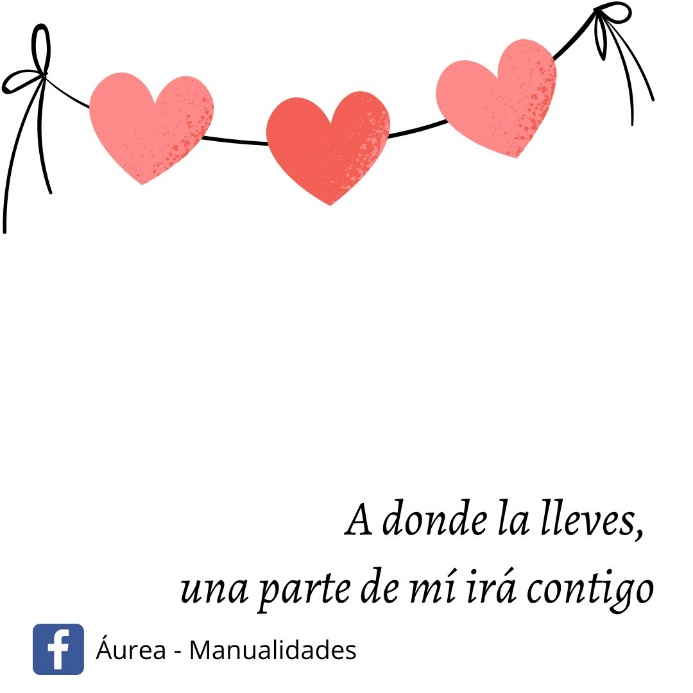 A donde la lleves,
una parte de mí irá contigo
Áurea - Manualidades